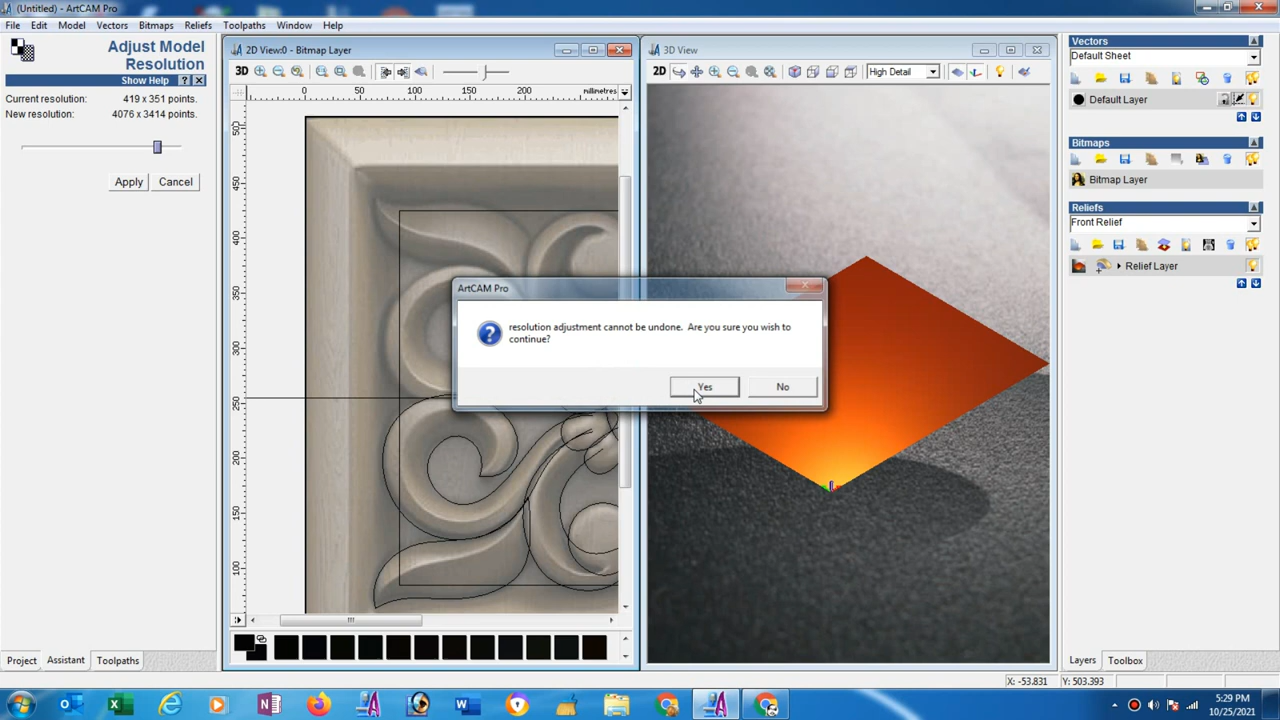 (Untitled) - ArtCAM Pro
File Edit Model Vectors Bitmaps Reliefs Toolpaths Window Help
Adjust Model
Resolution
Show Help ? X
Current resolution: 419 x 351 points.
New resolution: 4076 x 3414 points.
Apply Cancel
2D View:0 - Bitmap Layer
3D
0 50 100 150 200 millimetres
500
450
400
350
300
250
200
150
100
3D View
2D High Detail
ArtCAM Pro
resolution adjustment cannot be undone. Are you sure you wish to
continue?
Yes No
Vectors
Default Sheet
Default Layer
Bitmaps
Bitmap Layer
Reliefs
Front Relief
Relief Layer
Project Assistant Toolpaths
Layers Toolbox
X: -53.831 Y: 503.393
5:29 PM
10/25/2021